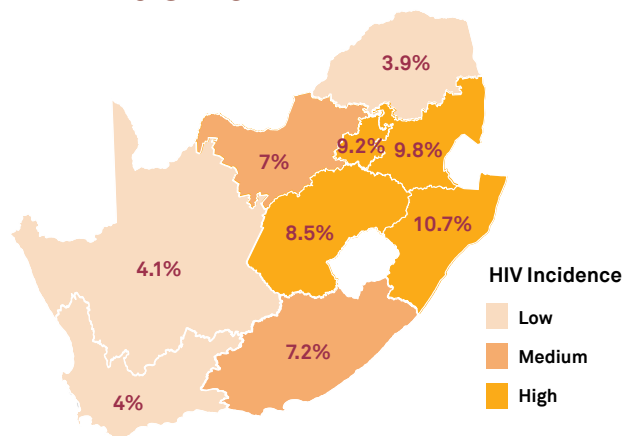 3.9%
9.2%
9.8%
7%
10.7%
8.5%
4.1%
7.2%
4%
HIV Incidence
Low
Medium
High